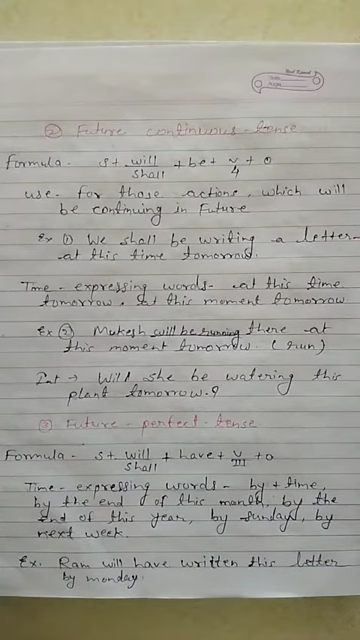 ② Future continuous-tense
Formula - S + will/shall + be + V/4 + O
use - for those actions, which will
be continuing in Future
Ex ① We shall be writing a letter
at this time tomorrow.
Time - expressing words - at this time
tomorrow, at this moment tomorrow
Ex ② Mukesh will be running there at
this moment tomorrow. (run)
Int → Will she be watering this
plant tomorrow?
③ Future - perfect - tense
Formula - S + will/shall + have + V/III + O
Time - expressing words - by + time,
by the end of this month, by the
End of this year, by sunday, by
next week.
Ex. Ram will have written this letter
by monday.